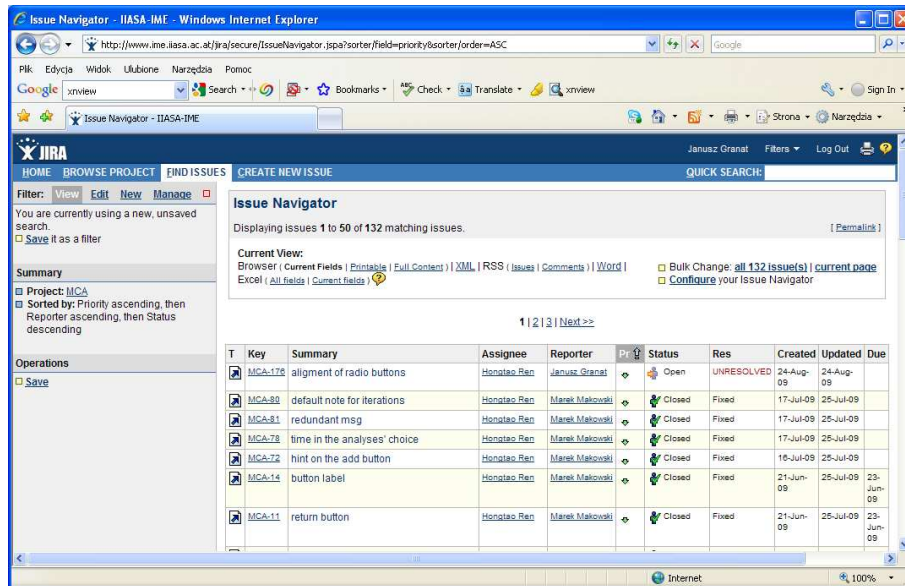 Issue Navigator - IIASA-IME - Windows Internet Explorer
http://www.ime.iiasa.ac.at/jira/secure/IssueNavigator.jspa?sorter/field=priority&sorter/order=ASC
Google
Plik Edycja Widok Ulubione Narzędzia Pomoc
Google xnview Search Bookmarks Check Translate xnview Sign In
Issue Navigator - IIASA-IME Strona Narzędzia
JIRA Janusz Granat Filters Log Out
HOME BROWSE PROJECT FIND ISSUES CREATE NEW ISSUE QUICK SEARCH:
Filter: View Edit New Manage
You are currently using a new, unsaved
search.
Save it as a filter
Summary
Project: MCA
Sorted by: Priority ascending, then
Reporter ascending, then Status
descending
Operations
Save
Issue Navigator
Displaying issues 1 to 50 of 132 matching issues. [ Permalink ]
Current View:
Browser ( Current Fields | Printable | Full Content ) | XML | RSS ( Issues | Comments ) | Word |
Excel ( All fields | Current fields )
Bulk Change: all 132 issue(s) | current page
Configure your Issue Navigator
1 | 2 | 3 | Next >>
T Key Summary Assignee Reporter Pr Status Res Created Updated Due
MCA-176 aligment of radio buttons Hongtao Ren Janusz Granat Open UNRESOLVED 24-Aug-09 24-Aug-09
MCA-80 default note for iterations Hongtao Ren Marek Makowski Closed Fixed 17-Jul-09 25-Jul-09
MCA-81 redundant msg Hongtao Ren Marek Makowski Closed Fixed 17-Jul-09 25-Jul-09
MCA-78 time in the analyses' choice Hongtao Ren Marek Makowski Closed Fixed 17-Jul-09 25-Jul-09
MCA-72 hint on the add button Hongtao Ren Marek Makowski Closed Fixed 16-Jul-09 25-Jul-09
MCA-14 button label Hongtao Ren Marek Makowski Closed Fixed 21-Jun-09 25-Jul-09 23-Jun-09
MCA-11 return button Hongtao Ren Marek Makowski Closed Fixed 21-Jun-09 25-Jul-09 23-Jun-09
Internet 100%